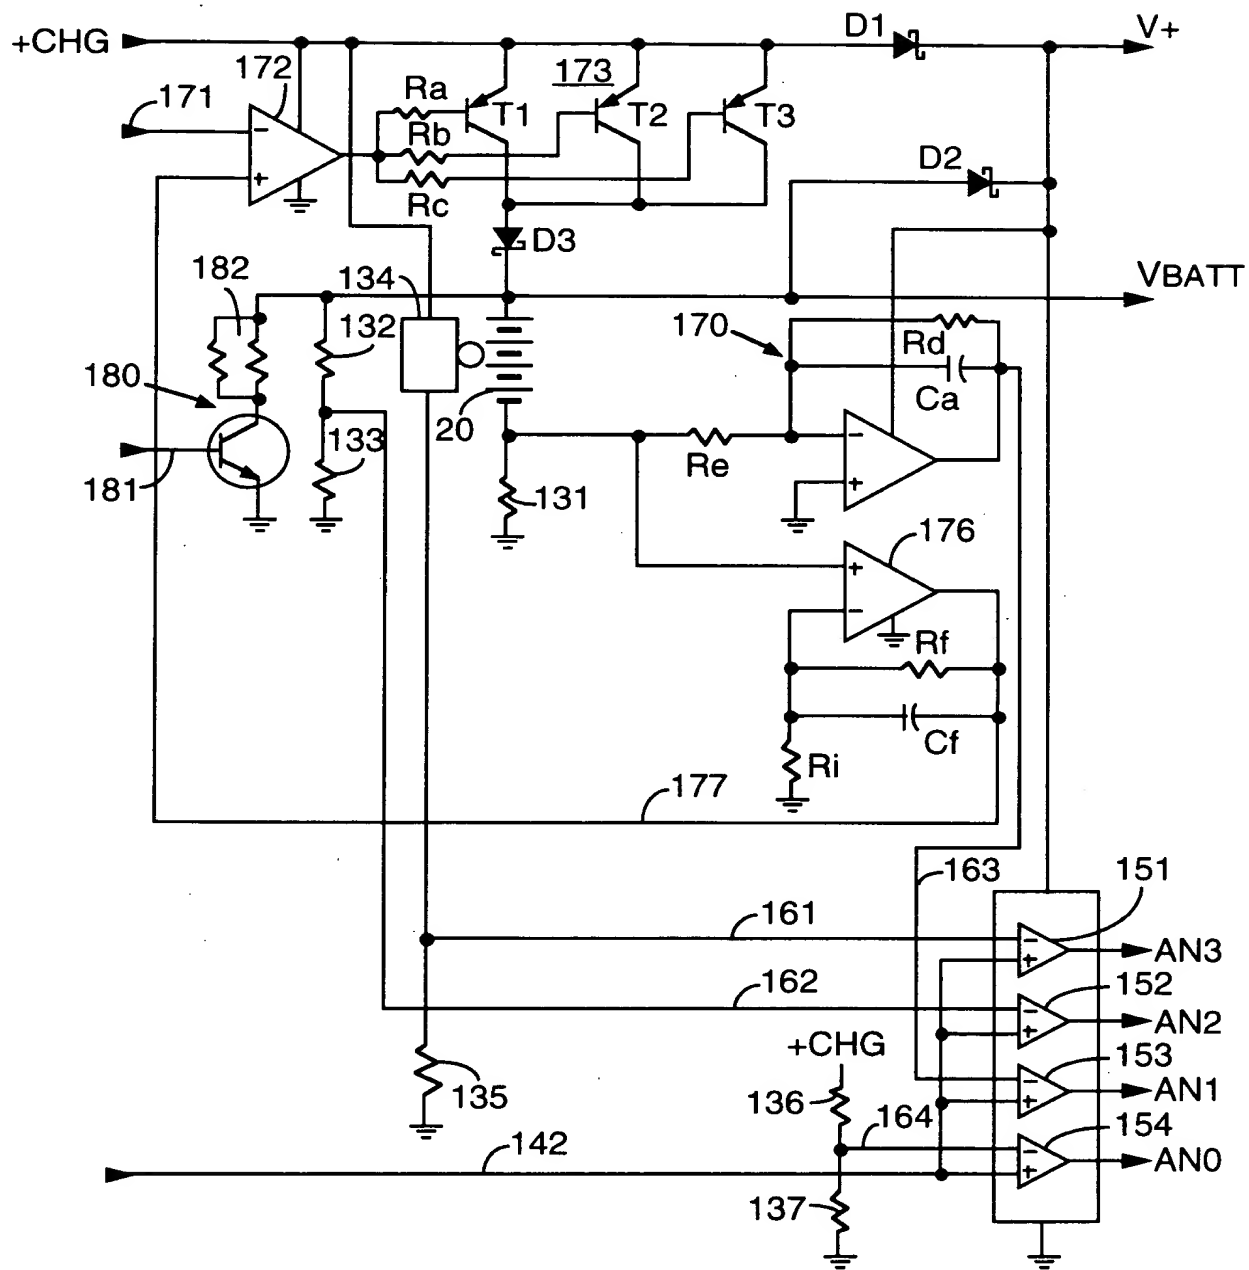 +CHG
D1
V+
172
173
171
Ra
T1
T2
T3
Rb
D2
Rc
D3
182
134
VBATT
132
170
Rd
180
Ca
133
20
Re
181
131
176
Rf
Cf
Ri
177
163
151
161
AN3
162
152
AN2
+CHG
153
136
AN1
135
164
154
142
AN0
137
- + - + + - - + - + - + - +